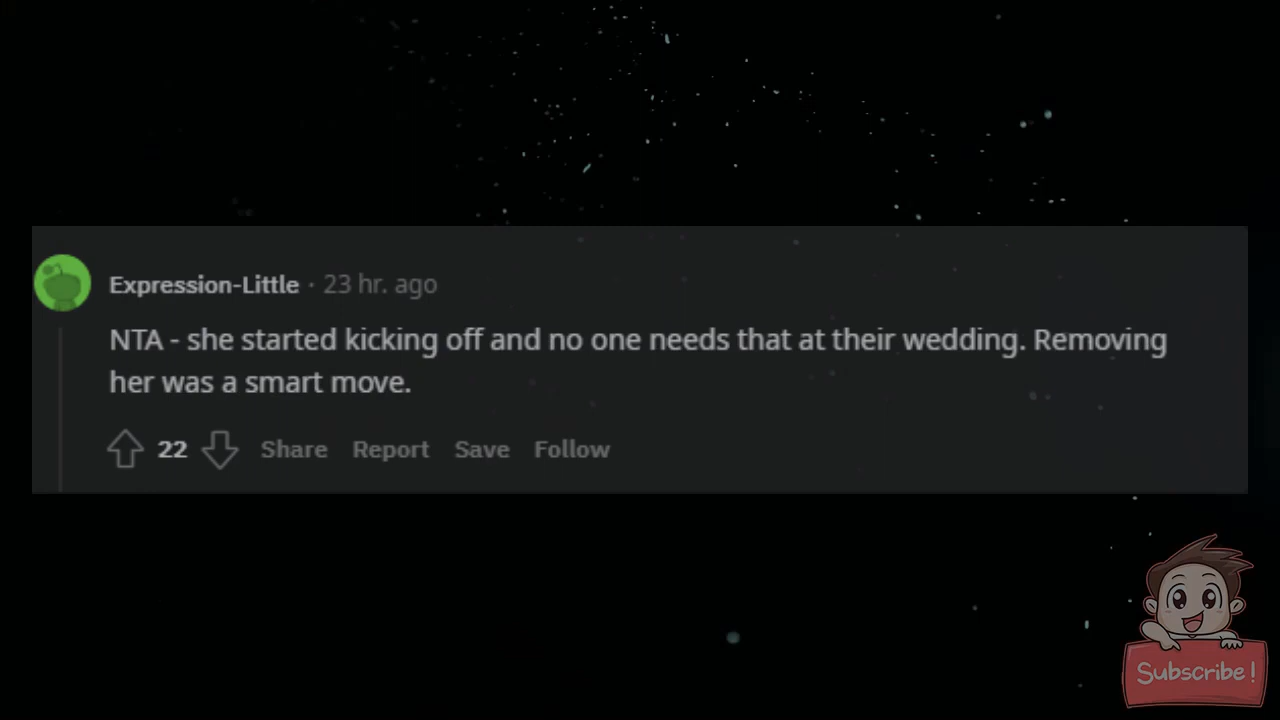 Expression-Little · 23 hr. ago
NTA - she started kicking off and no one needs that at their wedding. Removing
her was a smart move.
22 Share Report Save Follow
Subscribe!